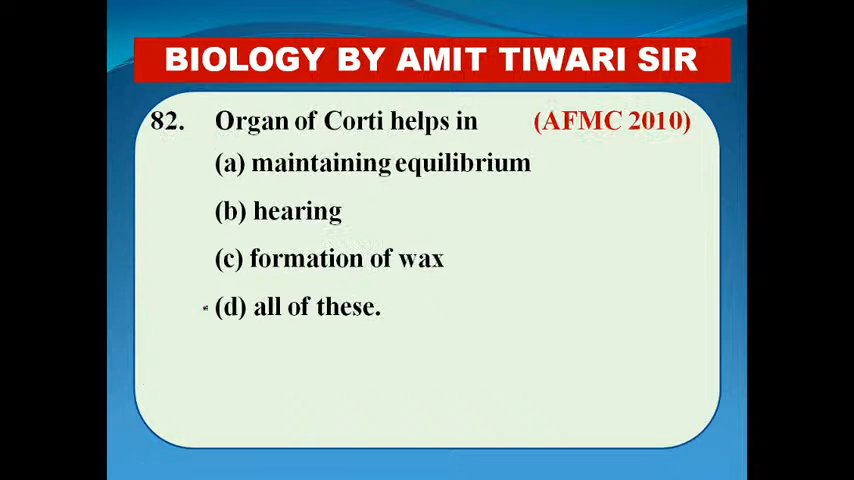 BIOLOGY BY AMIT TIWARI SIR
82. Organ of Corti helps in (AFMC 2010)
(a) maintaining equilibrium
(b) hearing
(c) formation of wax
(d) all of these.